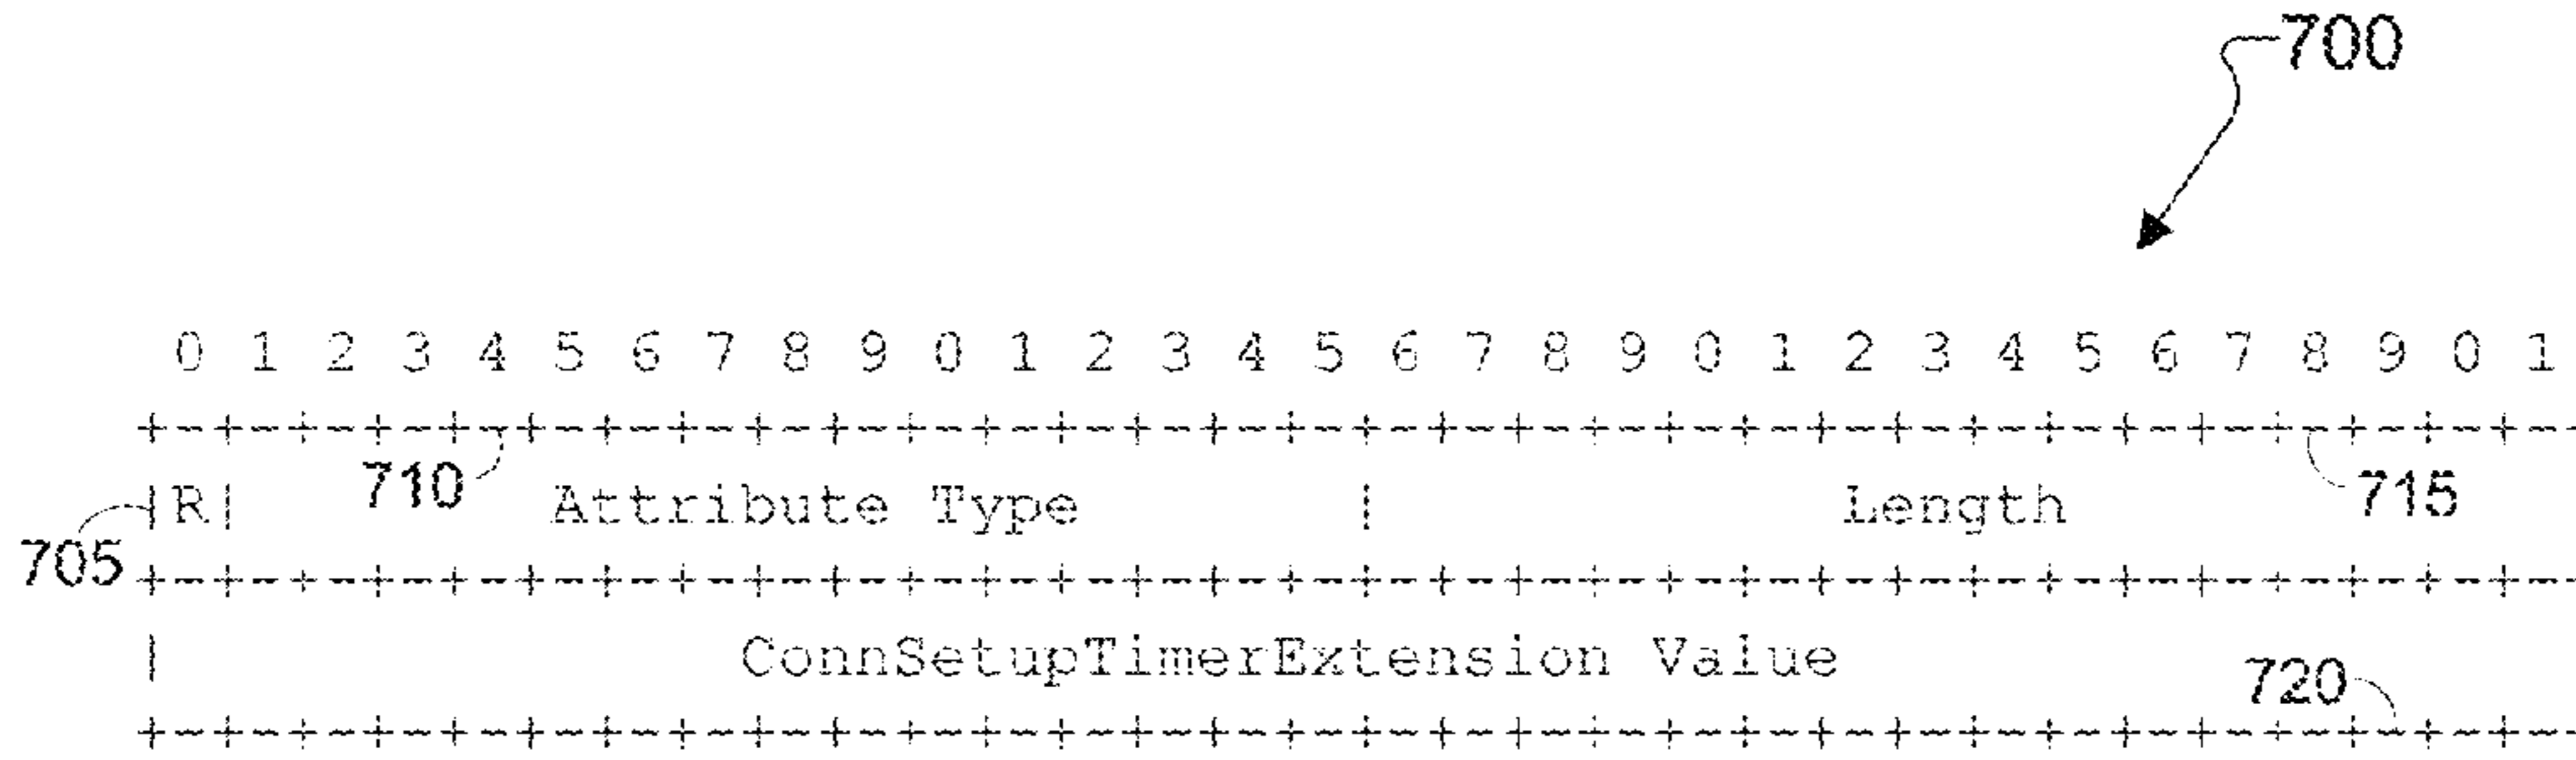 700
0 1 2 3 4 5 6 7 8 9 0 1 2 3 4 5 6 7 8 9 0 1 2 3 4 5 6 7 8 9 0 1
+-+-+-+-+-+-+-+-+-+-+-+-+-+-+-+-+-+-+-+-+-+-+-+-+-+-+-+-+-+-+-+-
|R| 710 Attribute Type | Length 715
705 +-+-+-+-+-+-+-+-+-+-+-+-+-+-+-+-+-+-+-+-+-+-+-+-+-+-+-+-+-+-+-+-
| ConnSetupTimerExtension Value 720
+-+-+-+-+-+-+-+-+-+-+-+-+-+-+-+-+-+-+-+-+-+-+-+-+-+-+-+-+-+-+-+-